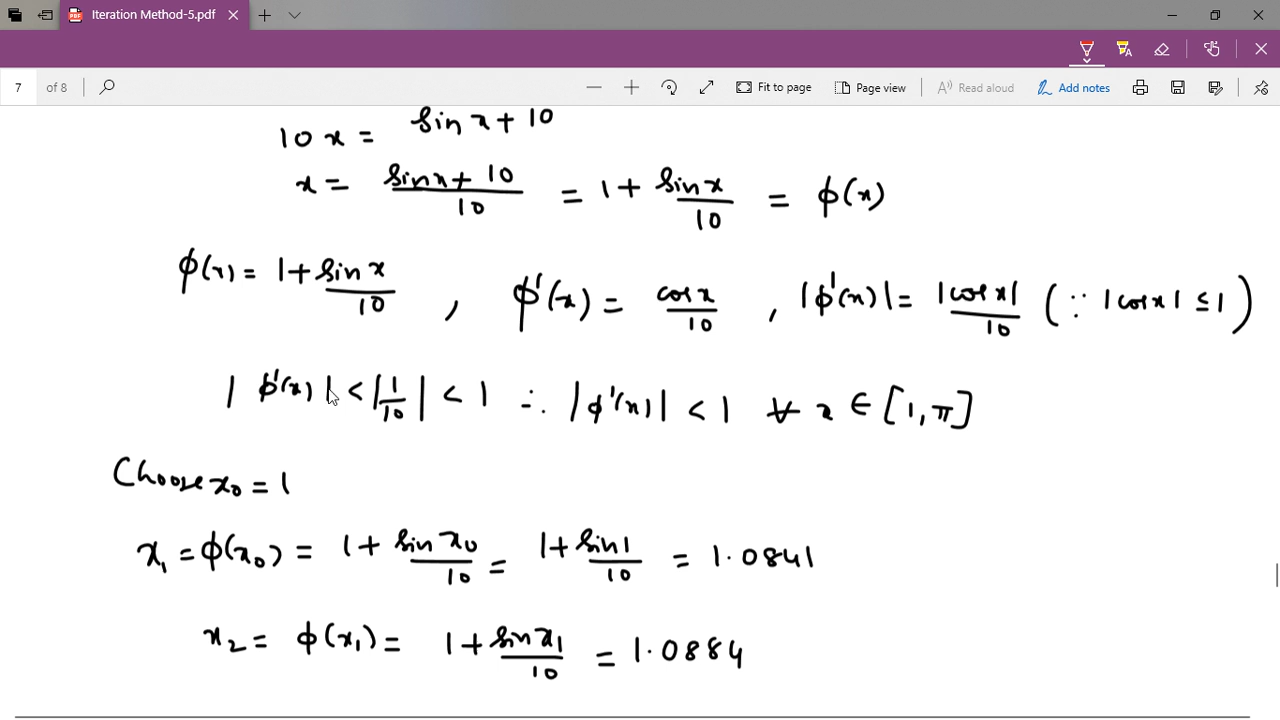 Iteration Method-5.pdf
7 of 8 Fit to page Page view Read aloud Add notes
10 x = sin x + 10
x = sin x + 10 / 10 = 1 + sin x / 10 = ϕ(x)
ϕ(x) = 1 + sin x / 10 , ϕ'(x) = cos x / 10 , |ϕ'(x)| = |cos x| / 10 (∵ |cos x| ≤ 1)
| ϕ'(x) | < | 1 / 10 | < 1 ∴ |ϕ'(x)| < 1 ∀ x ∈ [1, π]
Choose x₀ = 1
x₁ = ϕ(x₀) = 1 + sin x₀ / 10 = 1 + sin 1 / 10 = 1.0841
x₂ = ϕ(x₁) = 1 + sin x₁ / 10 = 1.0884